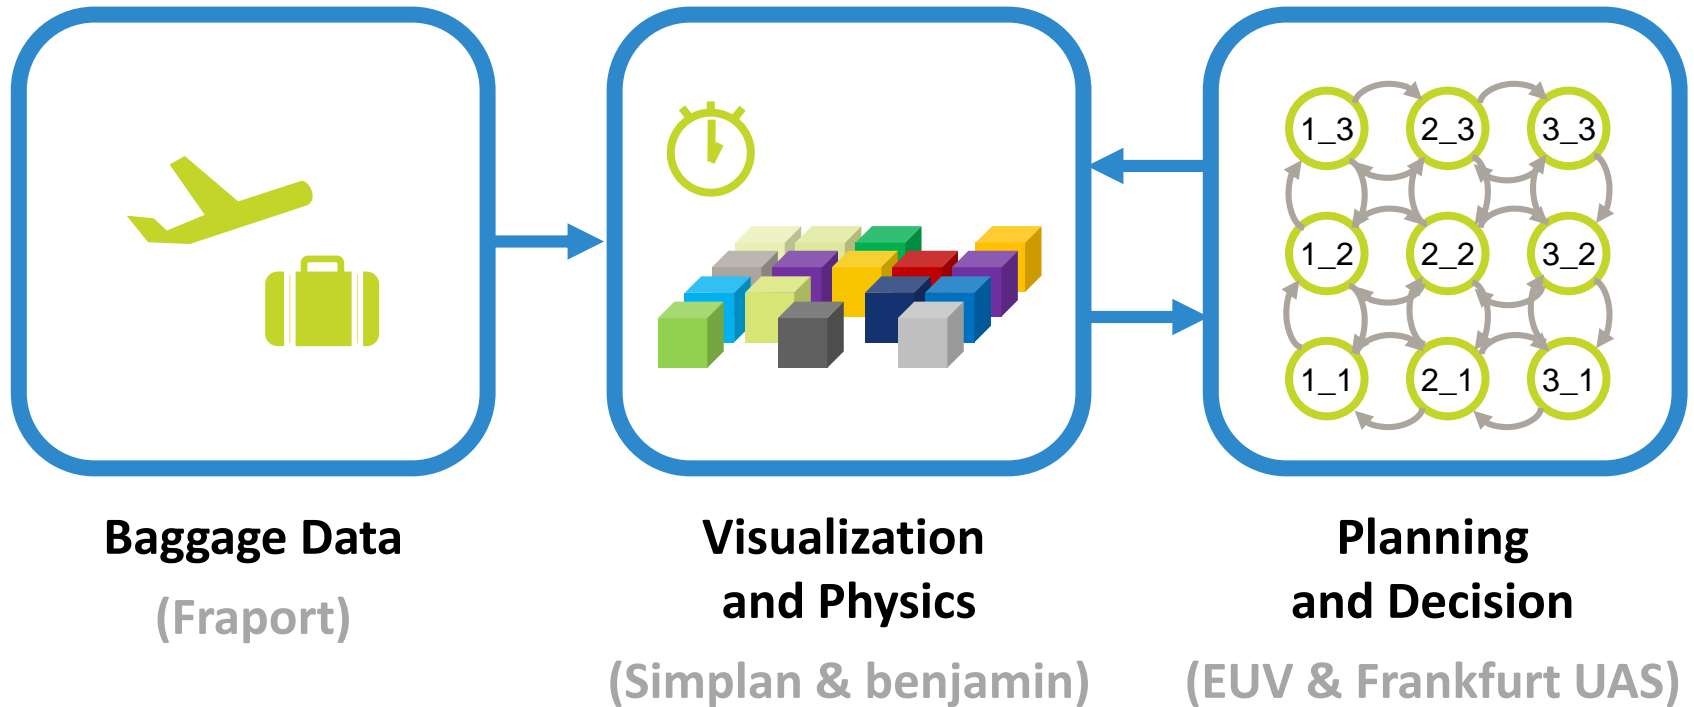 1_3 2_3 3_3
1_2 2_2 3_2
1_1 2_1 3_1
Baggage Data
(Fraport)
Visualization
and Physics
(Simplan & benjamin)
Planning
and Decision
(EUV & Frankfurt UAS)